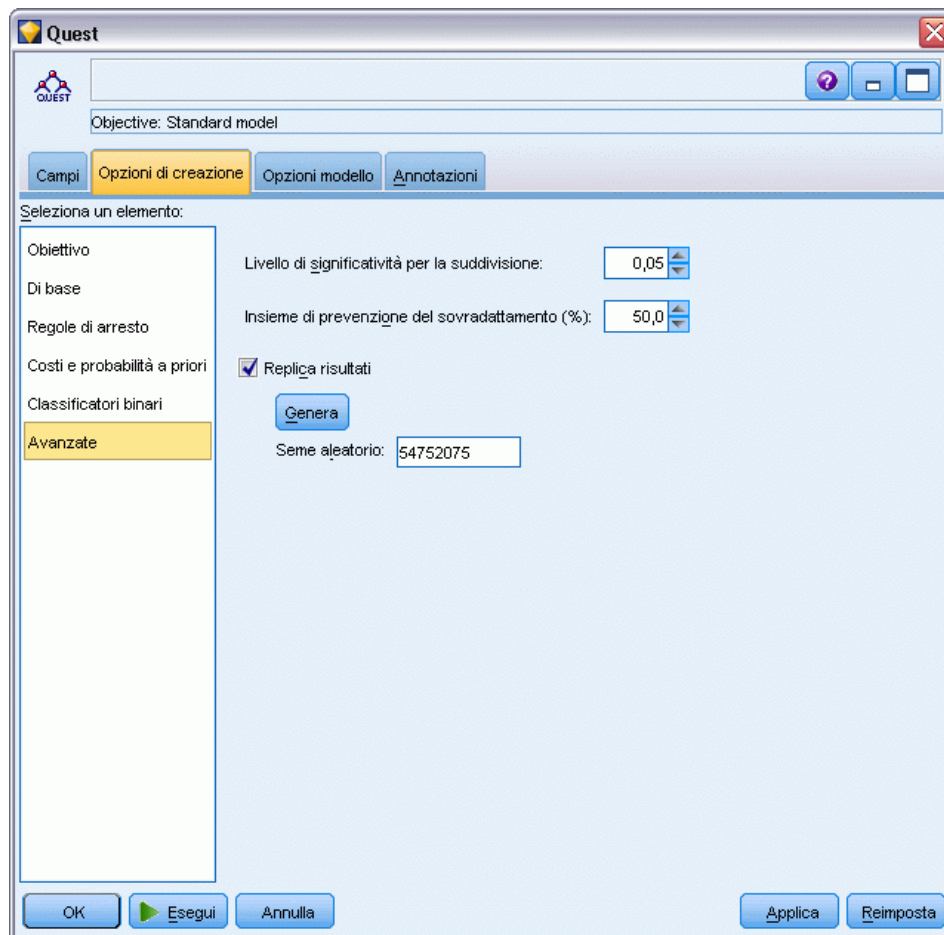 Quest
QUEST
Objective: Standard model
Campi Opzioni di creazione Opzioni modello Annotazioni
Seleziona un elemento:
Obiettivo
Di base
Regole di arresto
Costi e probabilità a priori
Classificatori binari
Avanzate
Livello di significatività per la suddivisione: 0,05
Insieme di prevenzione del sovradattamento (%): 50,0
Replica risultati
Genera
Seme aleatorio: 54752075
OK Esegui Annulla Applica Reimposta